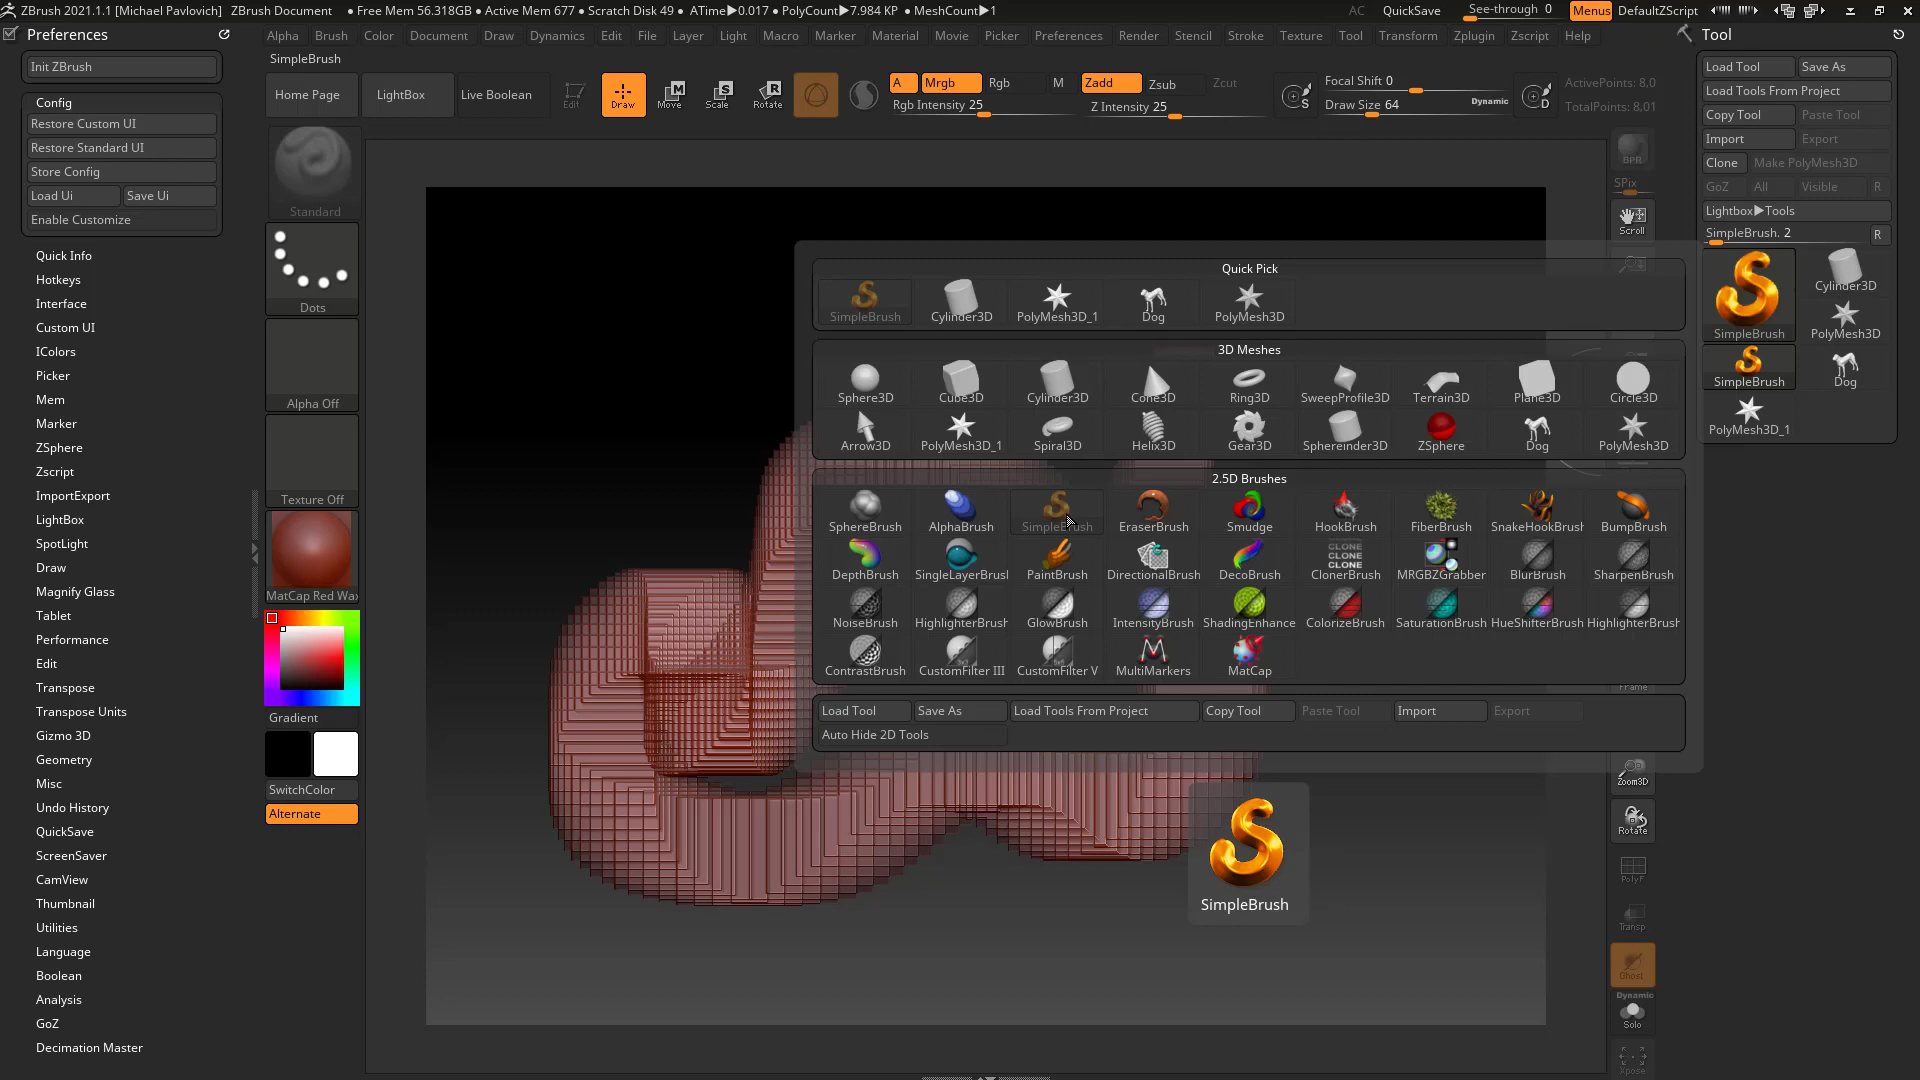 ZBrush 2021.1.1 [Michael Pavlovich] ZBrush Document • Free Mem 56.318GB • Active Mem 677 • Scratch Disk 49 • ATime▶0.017 • PolyCount▶7.984 KP • MeshCount▶1 AC QuickSave See-through 0 Menus DefaultZScript
Preferences
Alpha Brush Color Document Draw Dynamics Edit File Layer Light Macro Marker Material Movie Picker Preferences Render Stencil Stroke Texture Tool Transform Zplugin Zscript Help
Tool
SimpleBrush
Init ZBrush
Config
Restore Custom UI
Restore Standard UI
Store Config
Load Ui Save Ui
Enable Customize
Quick Info
Hotkeys
Interface
Custom UI
IColors
Picker
Mem
Marker
ZSphere
Zscript
ImportExport
LightBox
SpotLight
Draw
Magnify Glass
Tablet
Performance
Edit
Transpose
Transpose Units
Gizmo 3D
Geometry
Misc
Undo History
QuickSave
ScreenSaver
CamView
Thumbnail
Utilities
Language
Boolean
Analysis
GoZ
Decimation Master
Home Page LightBox Live Boolean Edit Draw Move Scale Rotate
A Mrgb Rgb M Zadd Zsub Zcut
Rgb Intensity 25 Z Intensity 25
S
Focal Shift 0
Draw Size 64 Dynamic
D
ActivePoints: 8,0
TotalPoints: 8,01
Standard
Dots
Alpha Off
Texture Off
MatCap Red Wax
Gradient
SwitchColor
Alternate
Quick Pick
SimpleBrush Cylinder3D PolyMesh3D_1 Dog PolyMesh3D
3D Meshes
Sphere3D Cube3D Cylinder3D Cone3D Ring3D SweepProfile3D Terrain3D Plane3D Circle3D
Arrow3D PolyMesh3D_1 Spiral3D Helix3D Gear3D Sphereinder3D ZSphere Dog PolyMesh3D
2.5D Brushes
SphereBrush AlphaBrush SimpleBrush EraserBrush Smudge HookBrush FiberBrush SnakeHookBrush BumpBrush
CLONE
CLONE
CLONE
DepthBrush SingleLayerBrush PaintBrush DirectionalBrush DecoBrush ClonerBrush MRGBZGrabber BlurBrush SharpenBrush
NoiseBrush HighlighterBrush GlowBrush IntensityBrush ShadingEnhance ColorizeBrush SaturationBrush HueShifterBrush HighlighterBrush
ContrastBrush CustomFilter III CustomFilter V MultiMarkers MatCap
Load Tool Save As Load Tools From Project Copy Tool Paste Tool Import Export
Auto Hide 2D Tools
SimpleBrush
BPR
SPix
Scroll
Frame
Zoom3D
Rotate
PolyF
Transp
Ghost
Dynamic
Solo
Xpose
Load Tool Save As
Load Tools From Project
Copy Tool Paste Tool
Import Export
Clone Make PolyMesh3D
GoZ All Visible R
Lightbox▶Tools
SimpleBrush. 2 R
SimpleBrush Cylinder3D
PolyMesh3D
SimpleBrush Dog
PolyMesh3D_1